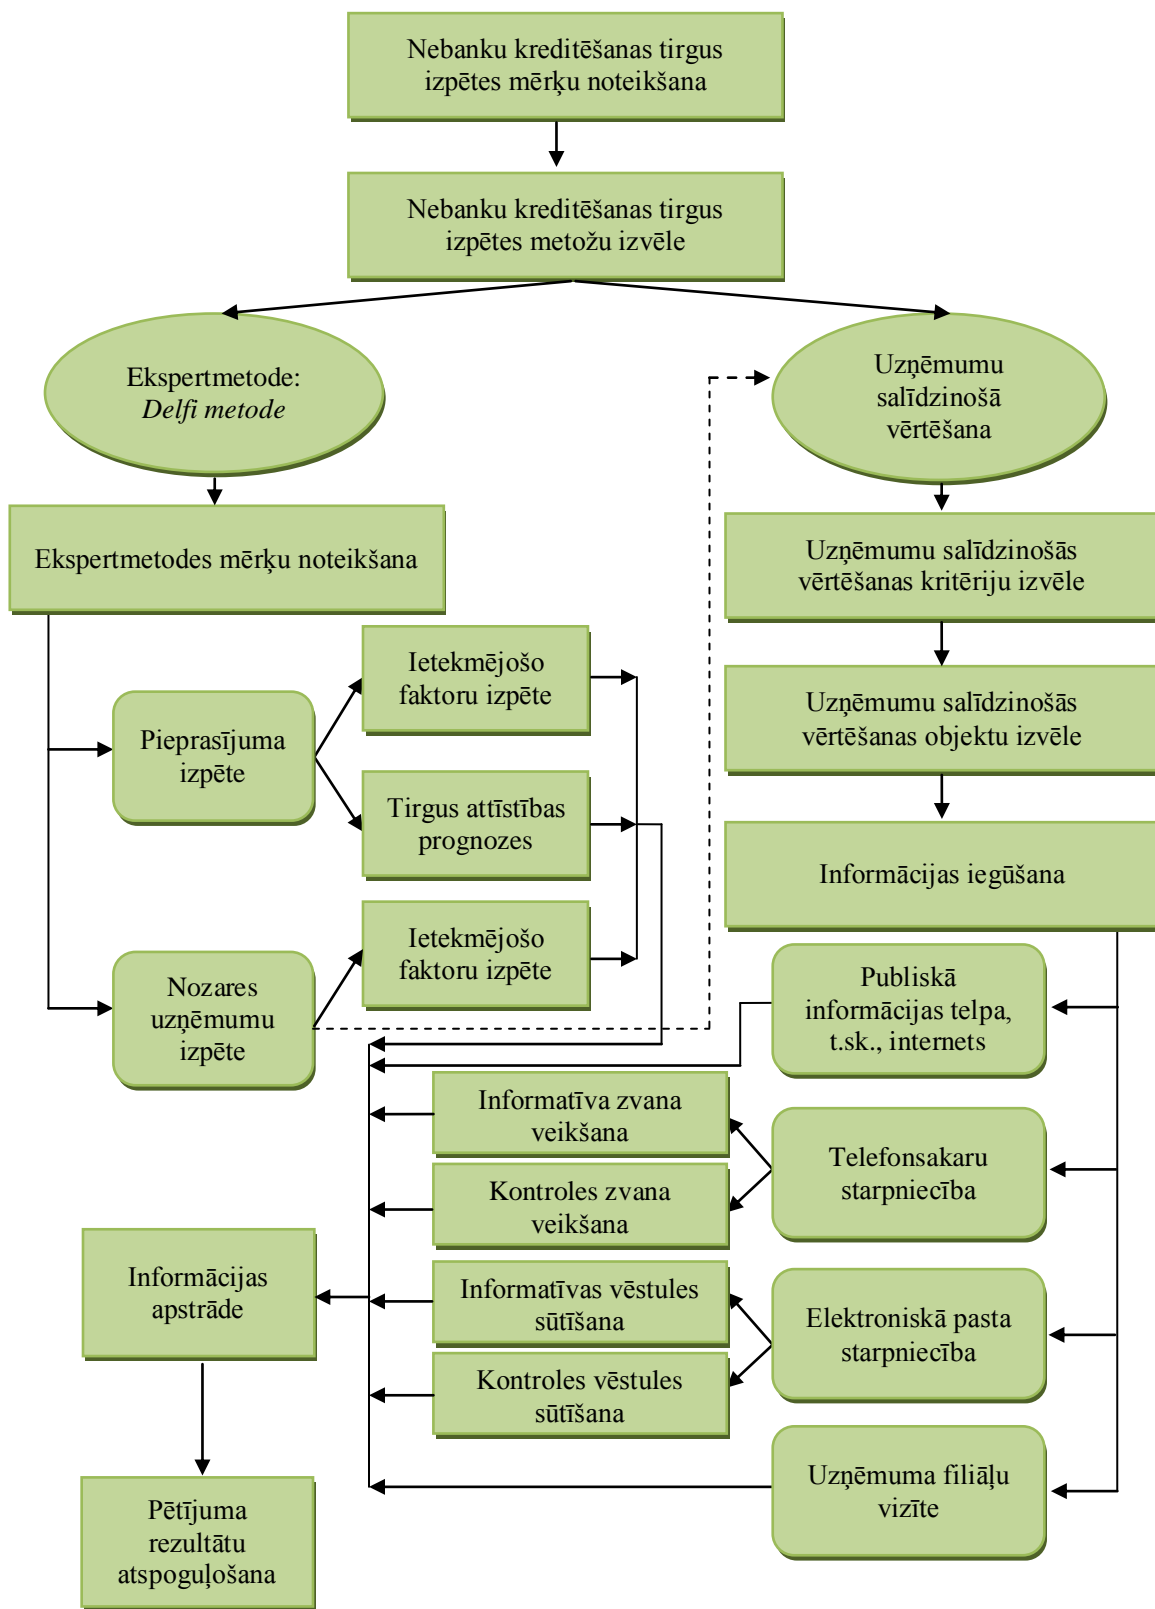 Nebanku kreditēšanas tirgus
izpētes mērķu noteikšana
Nebanku kreditēšanas tirgus
izpētes metožu izvēle
Ekspertmetode:
Delfi metode
Uzņēmumu
salīdzinošā
vērtēšana
Ekspertmetodes mērķu noteikšana
Uzņēmumu salīdzinošās
vērtēšanas kritēriju izvēle
Ietekmējošo
faktoru izpēte
Uzņēmumu salīdzinošās
vērtēšanas objektu izvēle
Pieprasījuma
izpēte
Tirgus attīstības
prognozes
Informācijas iegūšana
Ietekmējošo
faktoru izpēte
Nozares
uzņēmumu
izpēte
Publiskā
informācijas telpa,
t.sk., internets
Informatīva zvana
veikšana
Telefonsakaru
starpniecība
Kontroles zvana
veikšana
Informācijas
apstrāde
Informatīvas vēstules
sūtīšana
Elektroniskā pasta
starpniecība
Kontroles vēstules
sūtīšana
Uzņēmuma filiāļu
vizīte
Pētījuma
rezultātu
atspoguļošana